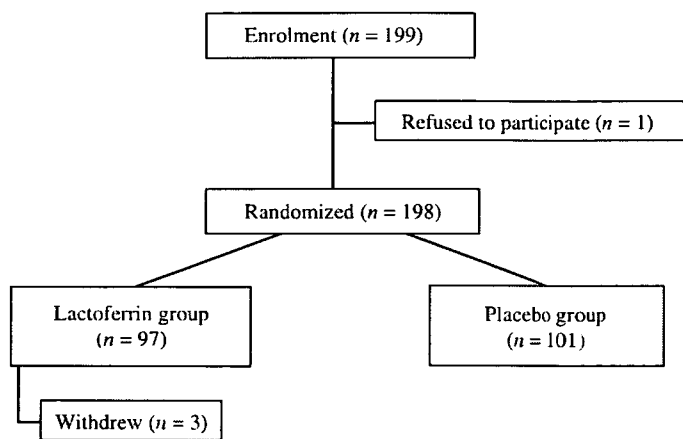 Enrolment (n = 199)
Refused to participate (n = 1)
Randomized (n = 198)
Lactoferrin group
(n = 97)
Placebo group
(n = 101)
Withdrew (n = 3)